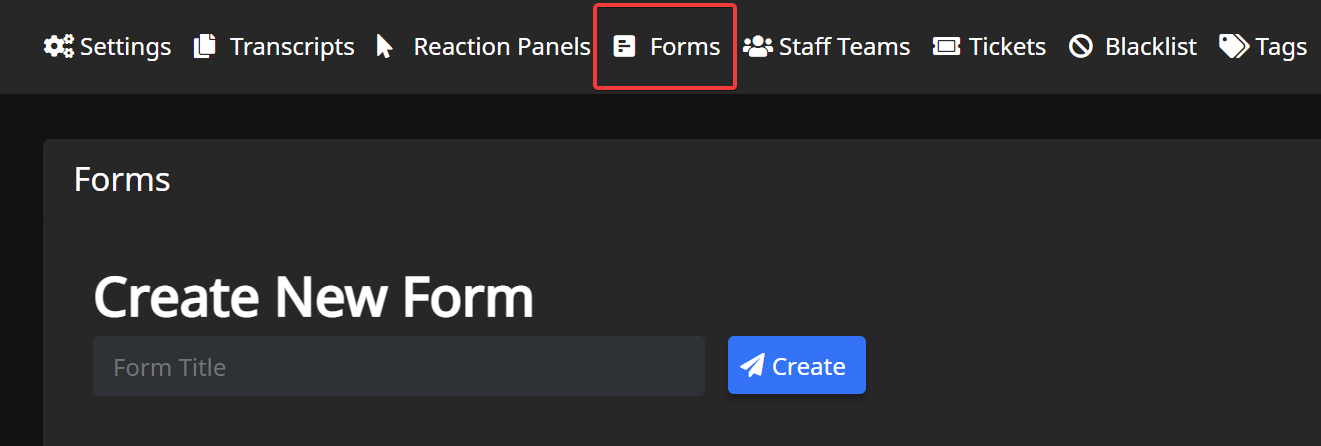 Settings Transcripts Reaction Panels Forms Staff Teams Tickets Blacklist Tags
Forms
Create New Form
Form Title Create